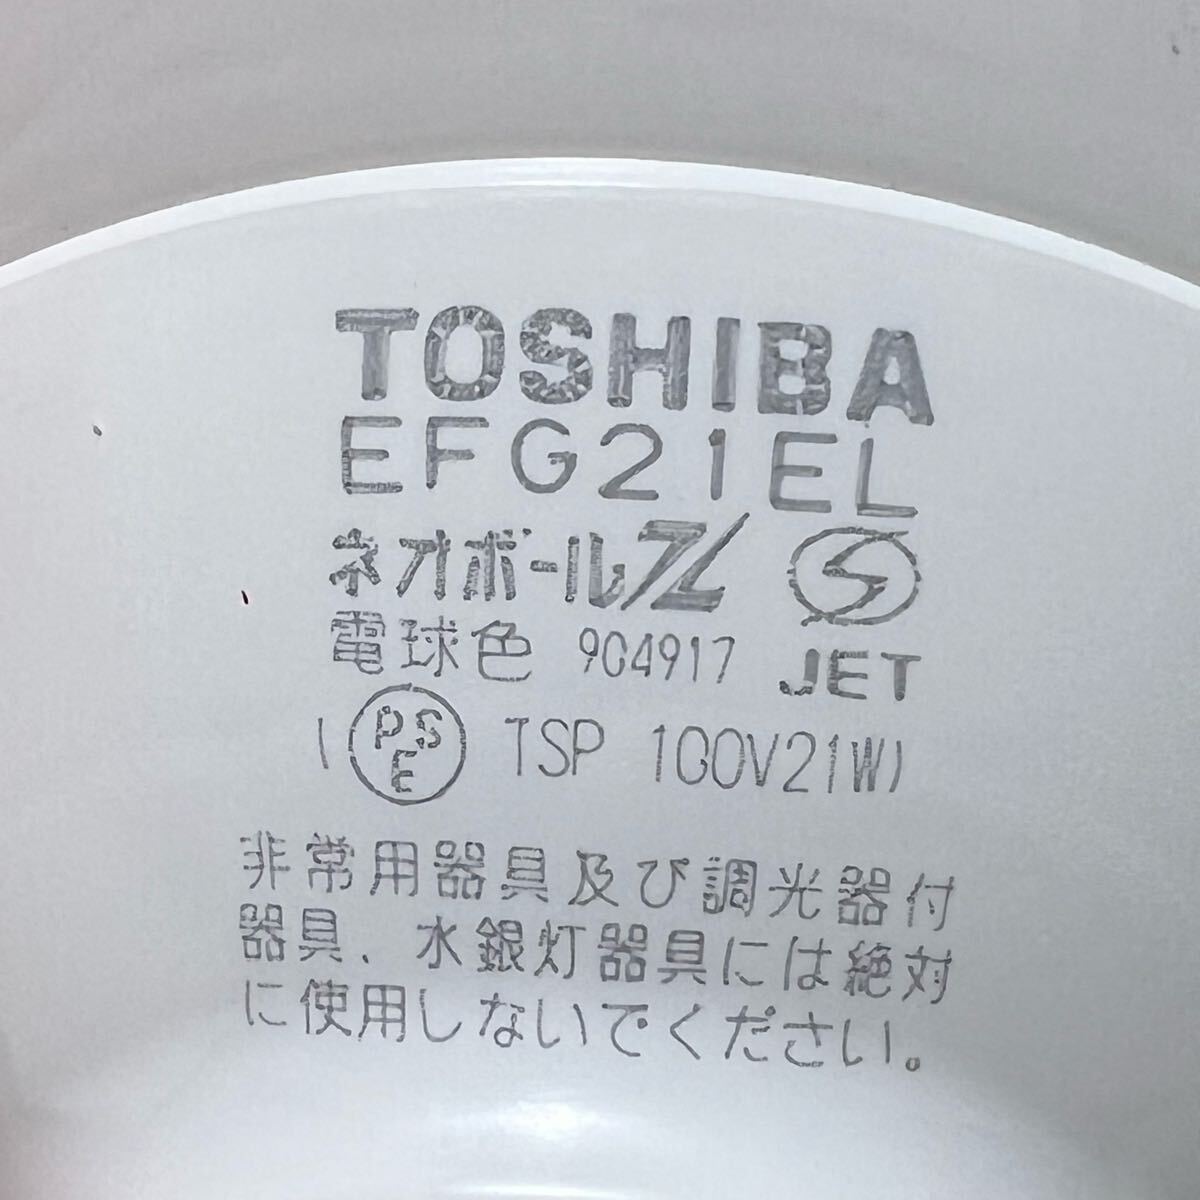 TOSHIBA
EFG21EL
ネオボールZ S
電球色 904917 JET
(PSE TSP 100V21W)
非常用器具及び調光器付
器具、水銀灯器具には絶対
に使用しないでください。